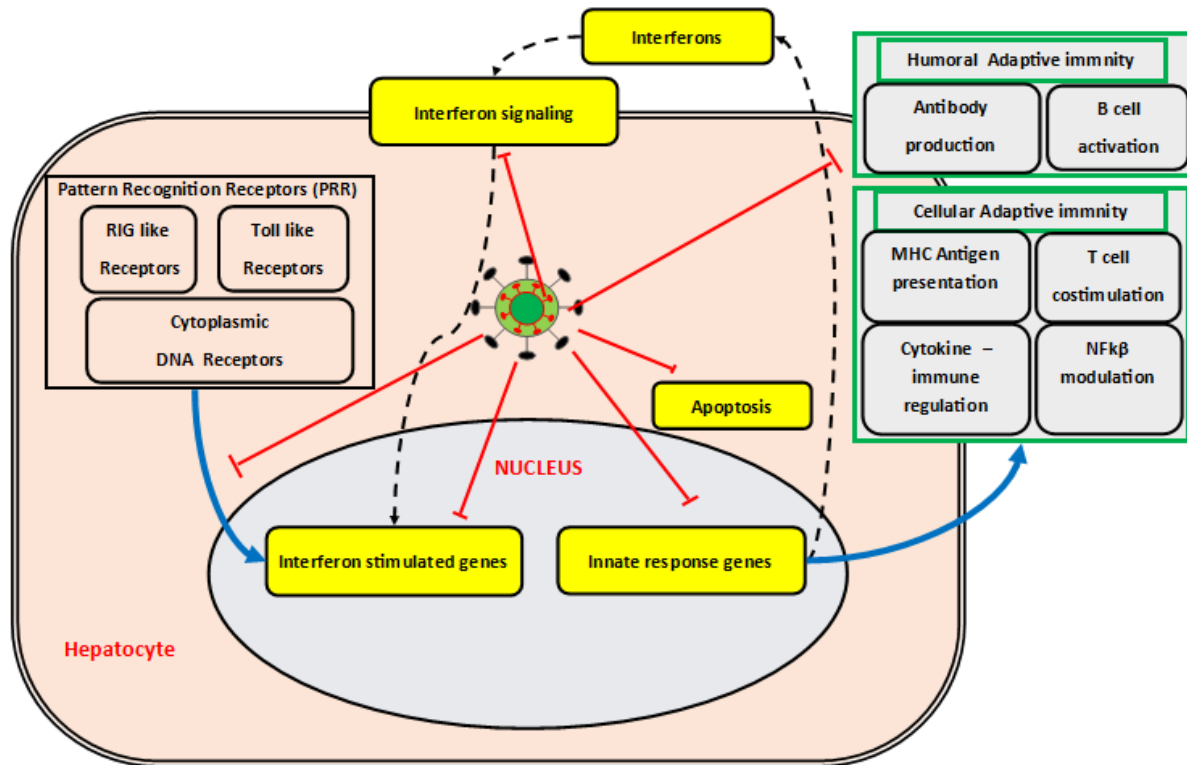 Interferons
Interferon signaling
Humoral  Adaptive immnity
Antibody
production
B cell
activation
Pattern Recognition Receptors (PRR)
RIG like
Receptors
Toll like
Receptors
Cytoplasmic
DNA  Receptors
Cellular Adaptive immnity
MHC Antigen
presentation
T cell
costimulation
Cytokine –
immune
regulation
NFkβ
modulation
Apoptosis
NUCLEUS
Interferon stimulated genes
Innate response genes
Hepatocyte